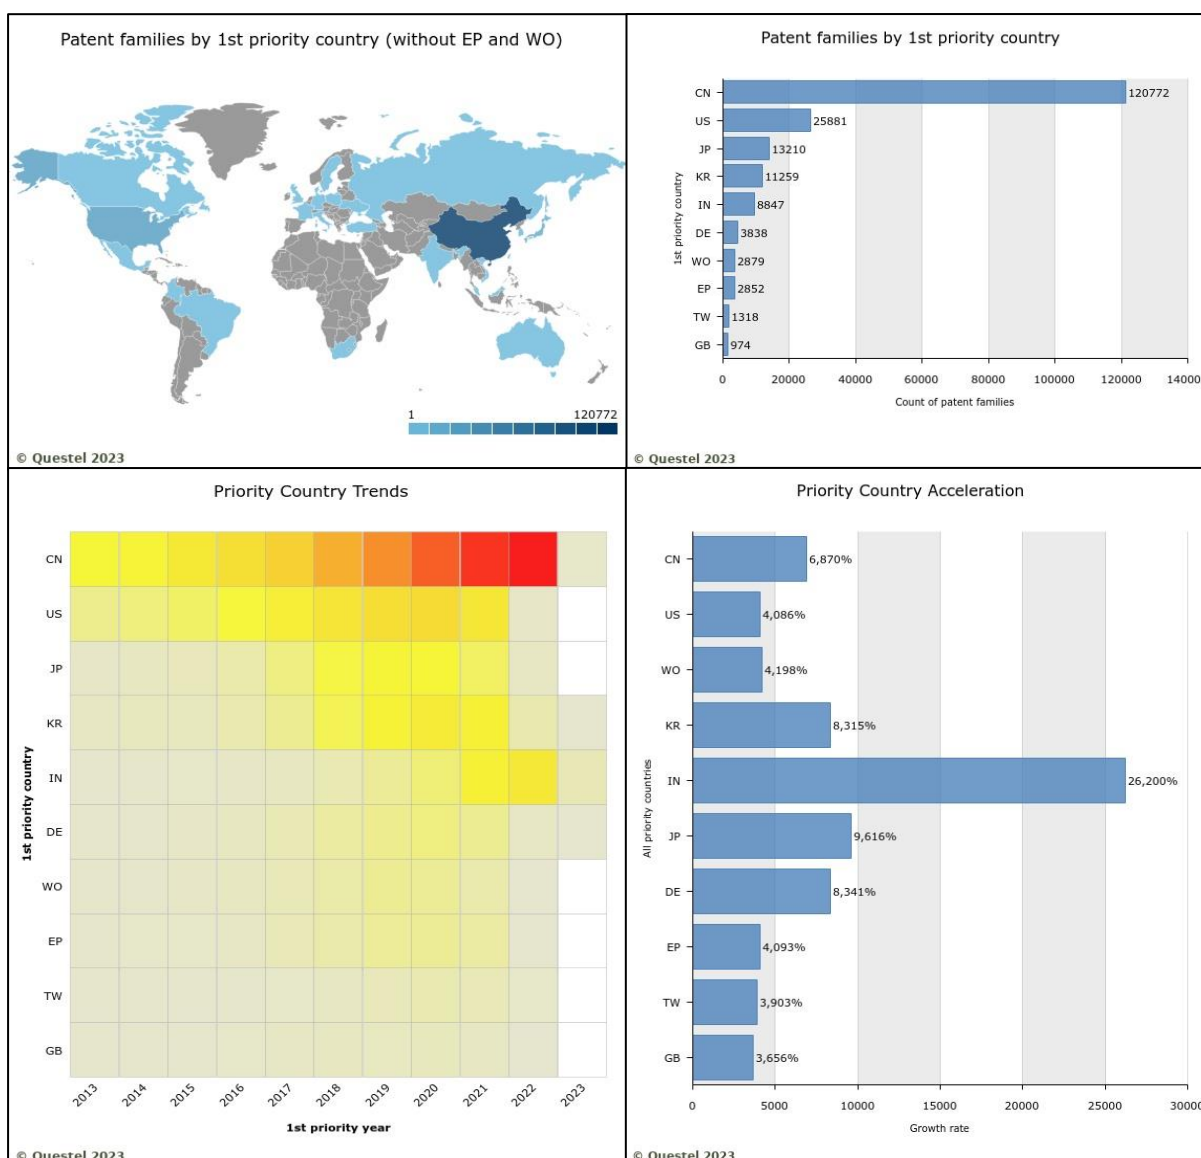 Patent families by 1st priority country (without EP and WO)
1
120772
© Questel 2023
Patent families by 1st priority country
1st priority country
CN
120772
US
25881
JP
13210
KR
11259
IN
8847
DE
3838
WO
2879
EP
2852
TW
1318
GB
974
0 20000 40000 60000 80000 100000 120000 14000
Count of patent families
© Questel 2023
Priority Country Trends
1st priority country
CN
US
JP
KR
IN
DE
WO
EP
TW
GB
2013 2014 2015 2016 2017 2018 2019 2020 2021 2022 2023
1st priority year
© Questel 2023
Priority Country Acceleration
All priority countries
CN
6,870%
US
4,086%
WO
4,198%
KR
8,315%
IN
26,200%
JP
9,616%
DE
8,341%
EP
4,093%
TW
3,903%
GB
3,656%
0 5000 10000 15000 20000 25000 30000
Growth rate
© Questel 2023